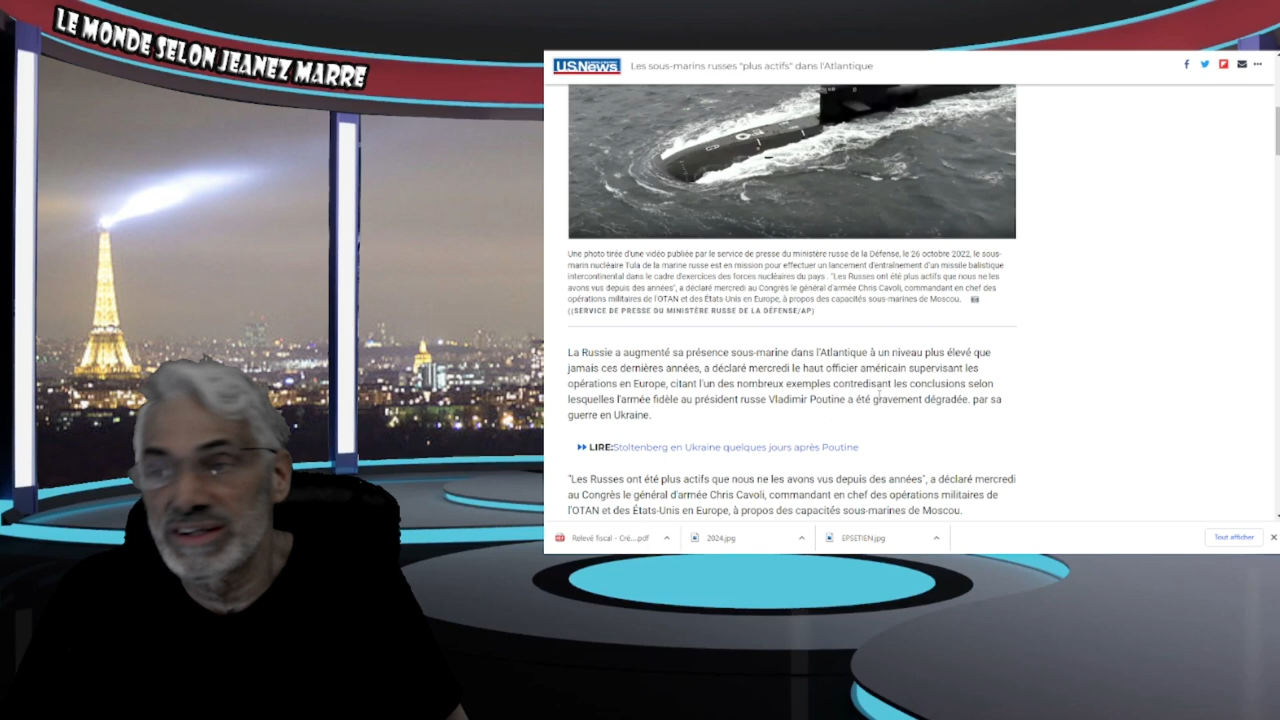 LE MONDE SELON JEANEZ MARRE
U.S.News Les sous-marins russes "plus actifs" dans l'Atlantique
Une photo tirée d'une vidéo publiée par le service de presse du ministère russe de la Défense, le 26 octobre 2022, le sous-
marin nucléaire Tula de la marine russe est en mission pour effectuer un lancement d'entraînement d'un missile balistique
intercontinental dans le cadre d'exercices des forces nucléaires du pays . "Les Russes ont été plus actifs que nous ne les
avons vus depuis des années", a déclaré mercredi au Congrès le général d'armée Chris Cavoli, commandant en chef des
opérations militaires de l'OTAN et des États-Unis en Europe, à propos des capacités sous-marines de Moscou.
((SERVICE DE PRESSE DU MINISTÈRE RUSSE DE LA DÉFENSE/AP)
La Russie a augmenté sa présence sous-marine dans l'Atlantique à un niveau plus élevé que
jamais ces dernières années, a déclaré mercredi le haut officier américain supervisant les
opérations en Europe, citant l'un des nombreux exemples contredisant les conclusions selon
lesquelles l'armée fidèle au président russe Vladimir Poutine a été gravement dégradée. par sa
guerre en Ukraine.
LIRE:Stoltenberg en Ukraine quelques jours après Poutine
"Les Russes ont été plus actifs que nous ne les avons vus depuis des années", a déclaré mercredi
au Congrès le général d'armée Chris Cavoli, commandant en chef des opérations militaires de
l'OTAN et des États-Unis en Europe, à propos des capacités sous-marines de Moscou.
Relevé fiscal - Cré....pdf 2024.jpg EPSETIEN.jpg Tout afficher